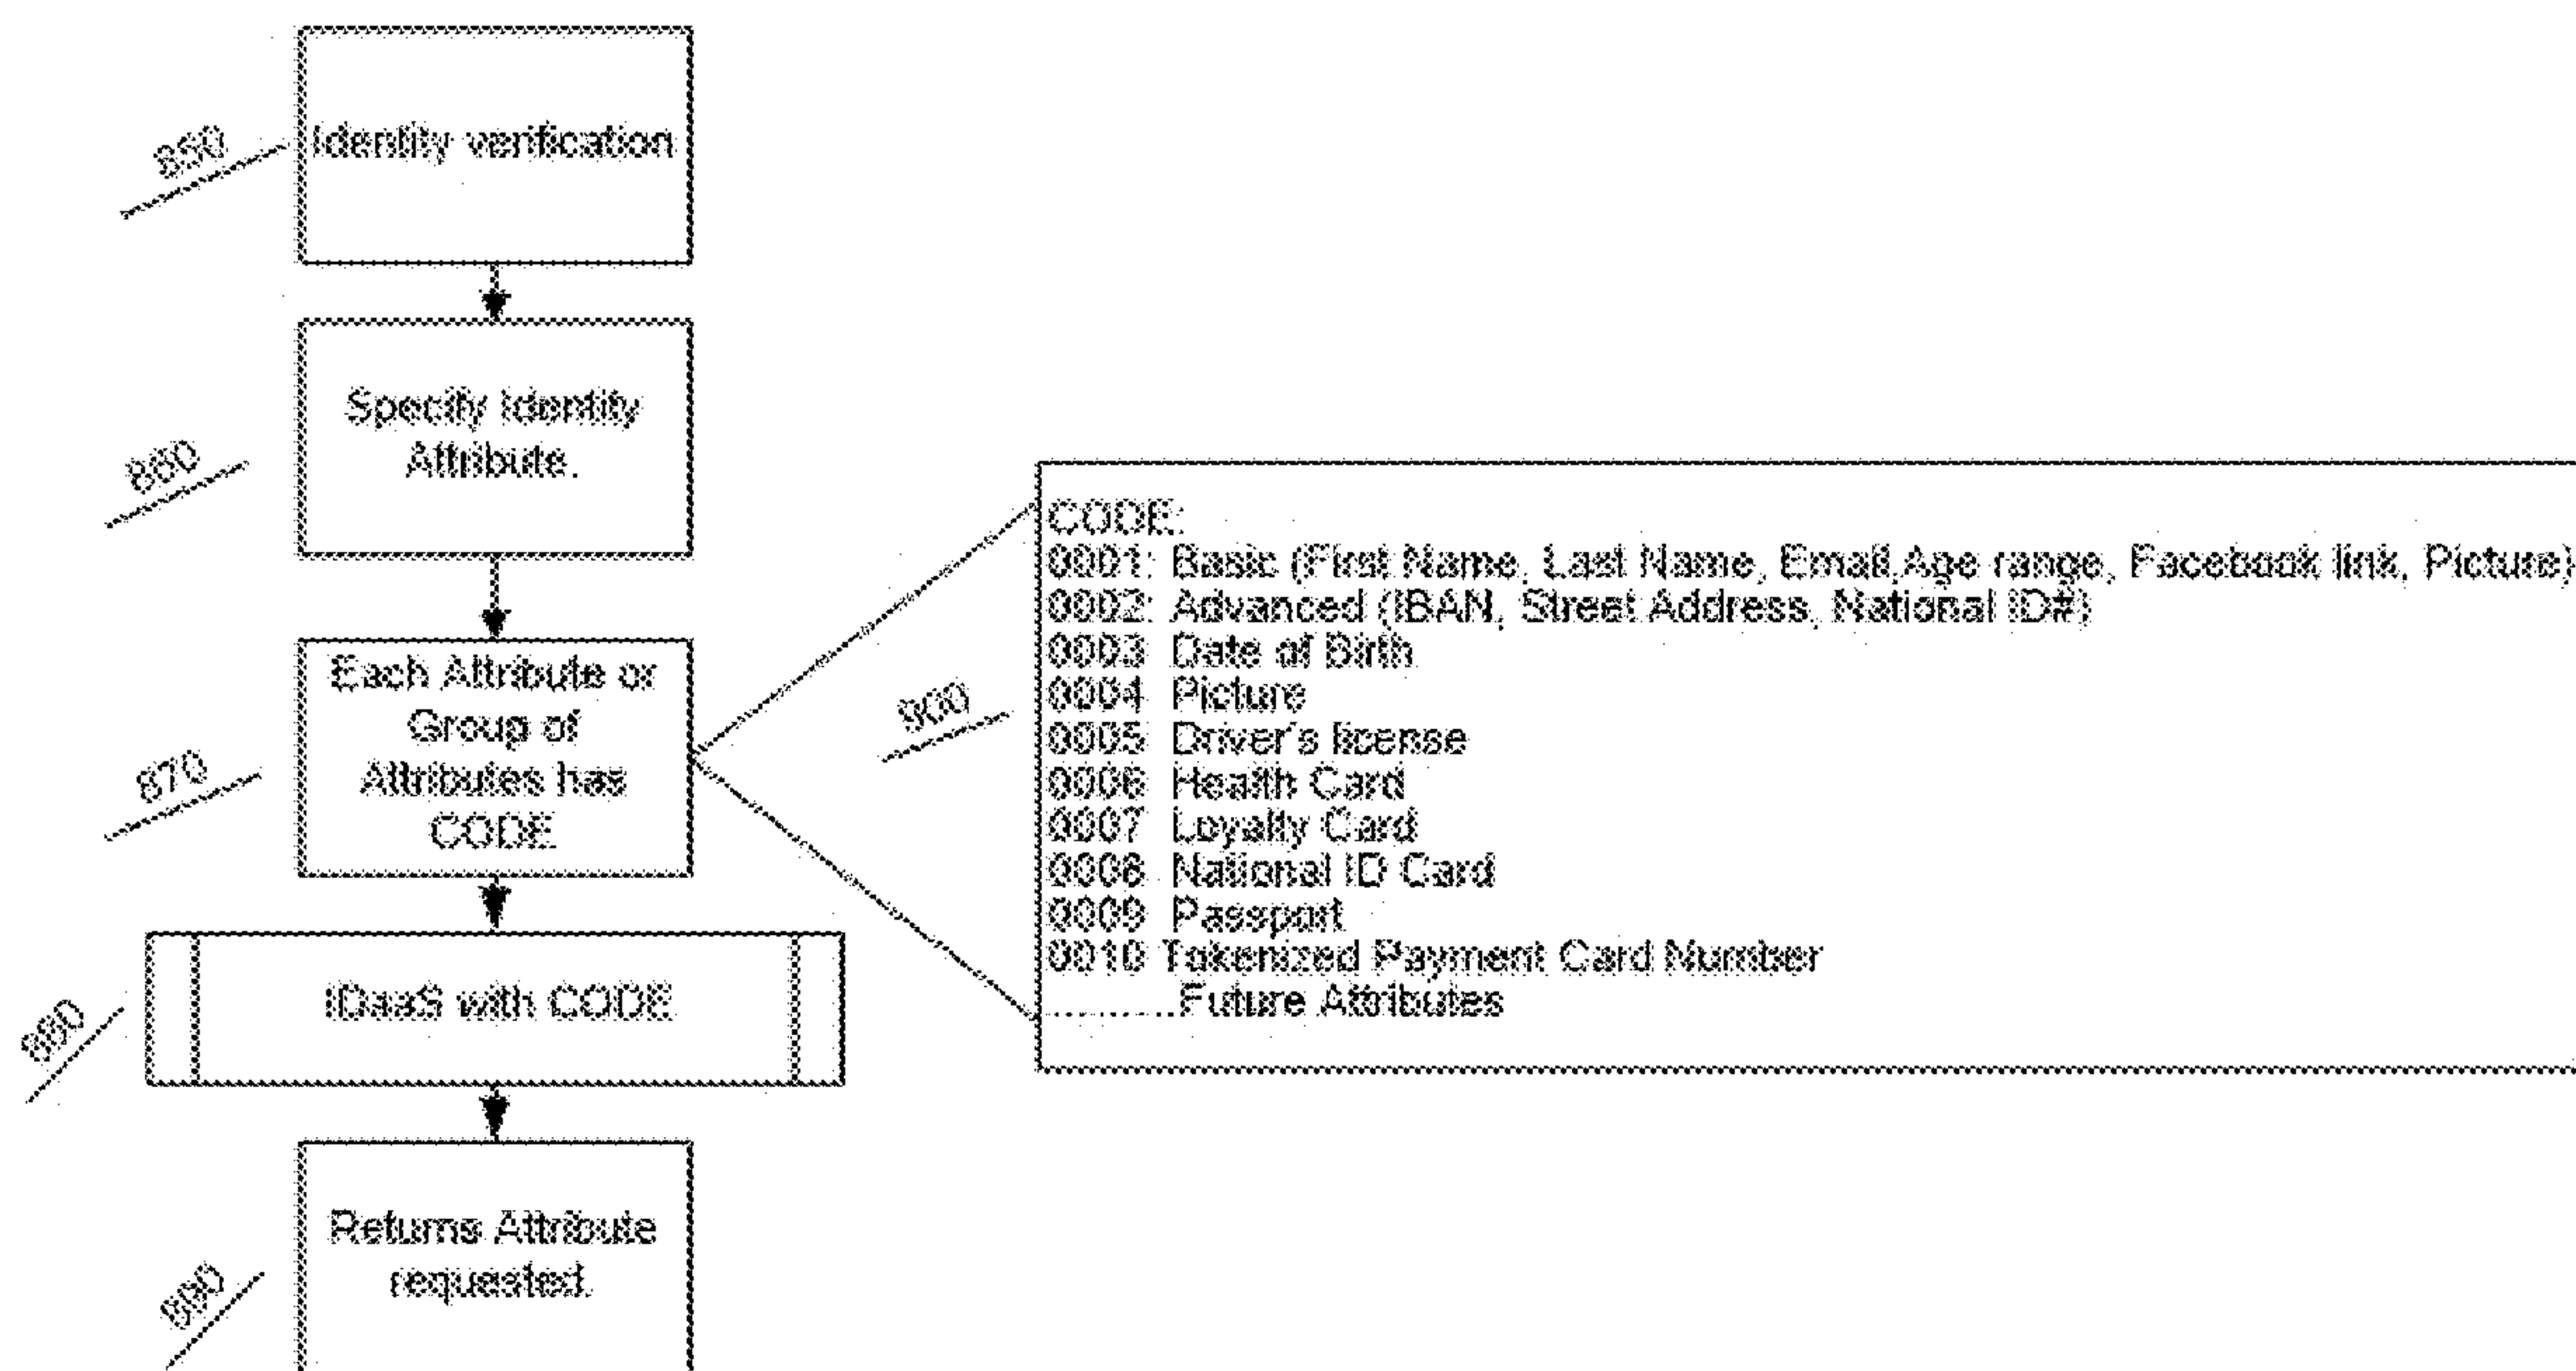 850
Identity verification
860
Specify Identity
Attribute.
870
Each Attribute or
Group of
Attributes has
CODE
900
CODE:
0001: Basic (First Name, Last Name, Email,Age range, Facebook link, Picture)
0002: Advanced (IBAN, Street Address, National ID#)
0003 Date of Birth
0004 Picture
0005 Driver's license
0006 Health Card
0007 Loyalty Card
0008 National ID Card
0009 Passport
0010 Tokenized Payment Card Number
...........Future Attributes
880
IDaaS with CODE
890
Returns Attribute
requested.